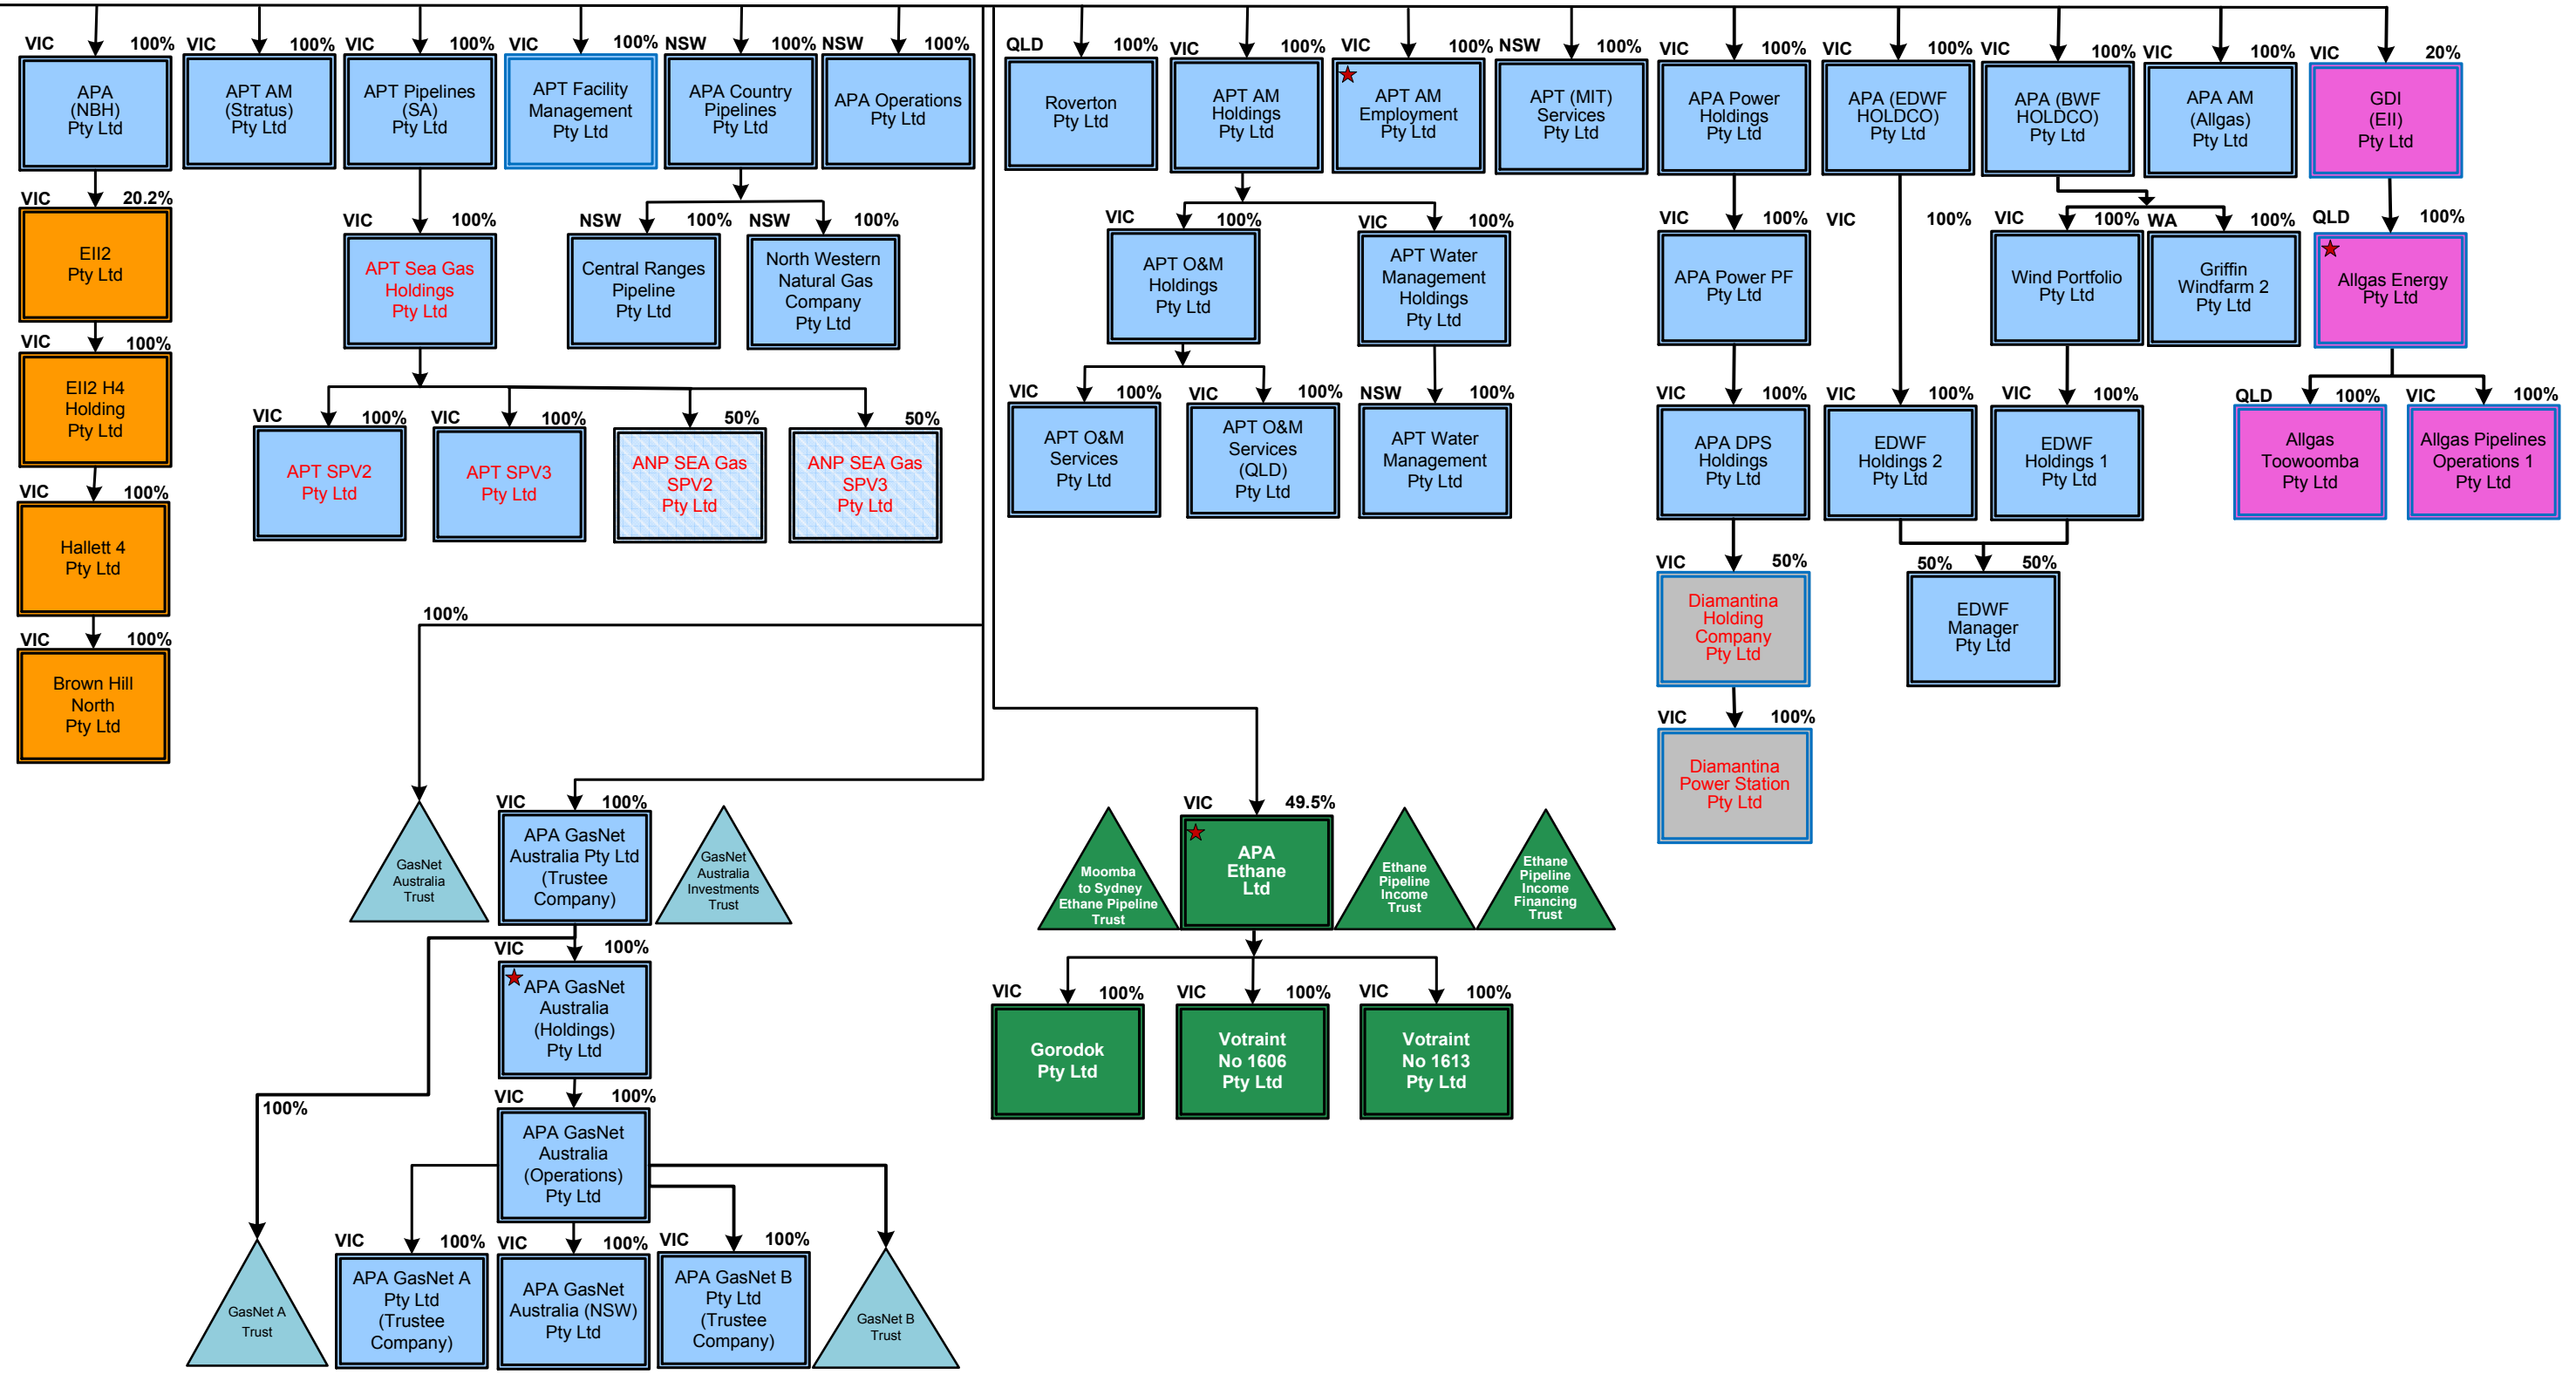 VIC 100%
APA
(NBH)
Pty Ltd
VIC 100%
APT AM
(Stratus)
Pty Ltd
VIC 100%
APT Pipelines
(SA)
Pty Ltd
VIC 100%
APT Facility
Management
Pty Ltd
NSW 100%
APA Country
Pipelines
Pty Ltd
NSW 100%
APA Operations
Pty Ltd
QLD 100%
Roverton
Pty Ltd
VIC 100%
APT AM
Holdings
Pty Ltd
VIC 100%
APT AM
Employment
Pty Ltd
NSW 100%
APT (MIT)
Services
Pty Ltd
VIC 100%
APA Power
Holdings
Pty Ltd
VIC 100%
APA (EDWF
HOLDCO)
Pty Ltd
VIC 100%
APA (BWF
HOLDCO)
Pty Ltd
VIC 100%
APA AM
(Allgas)
Pty Ltd
VIC 20%
GDI
(EII)
Pty Ltd
VIC 20.2%
EII2
Pty Ltd
VIC 100%
APT Sea Gas
Holdings
Pty Ltd
NSW 100%
Central Ranges
Pipeline
Pty Ltd
NSW 100%
North Western
Natural Gas
Company
Pty Ltd
VIC 100%
APT O&M
Holdings
Pty Ltd
VIC 100%
APT Water
Management
Holdings
Pty Ltd
VIC 100%
APA Power PF
Pty Ltd
VIC 100%
VIC 100%
Wind Portfolio
Pty Ltd
WA 100%
Griffin
Windfarm 2
Pty Ltd
QLD 100%
Allgas Energy
Pty Ltd
VIC 100%
EII2 H4
Holding
Pty Ltd
VIC 100%
APT SPV2
Pty Ltd
VIC 100%
APT SPV3
Pty Ltd
50%
ANP SEA Gas
SPV2
Pty Ltd
50%
ANP SEA Gas
SPV3
Pty Ltd
VIC 100%
APT O&M
Services
Pty Ltd
VIC 100%
APT O&M
Services
(QLD)
Pty Ltd
NSW 100%
APT Water
Management
Pty Ltd
VIC 100%
APA DPS
Holdings
Pty Ltd
VIC 100%
EDWF
Holdings 2
Pty Ltd
VIC 100%
EDWF
Holdings 1
Pty Ltd
QLD 100%
Allgas
Toowoomba
Pty Ltd
VIC 100%
Allgas Pipelines
Operations 1
Pty Ltd
VIC 100%
Hallett 4
Pty Ltd
VIC 50%
Diamantina
Holding
Company
Pty Ltd
50% 50%
EDWF
Manager
Pty Ltd
VIC 100%
Brown Hill
North
Pty Ltd
VIC 100%
Diamantina
Power Station
Pty Ltd
100%
GasNet
Australia
Trust
VIC 100%
APA GasNet
Australia Pty Ltd
(Trustee
Company)
GasNet
Australia
Investments
Trust
Moomba
to Sydney
Ethane Pipeline
Trust
VIC 49.5%
APA
Ethane
Ltd
Ethane
Pipeline
Income
Trust
Ethane
Pipeline
Income
Financing
Trust
VIC 100%
APA GasNet
Australia
(Holdings)
Pty Ltd
VIC 100%
Gorodok
Pty Ltd
VIC 100%
Votraint
No 1606
Pty Ltd
VIC 100%
Votraint
No 1613
Pty Ltd
100%
VIC 100%
APA GasNet
Australia
(Operations)
Pty Ltd
GasNet A
Trust
VIC 100%
APA GasNet A
Pty Ltd
(Trustee
Company)
VIC 100%
APA GasNet
Australia (NSW)
Pty Ltd
VIC 100%
APA GasNet B
Pty Ltd
(Trustee
Company)
GasNet B
Trust